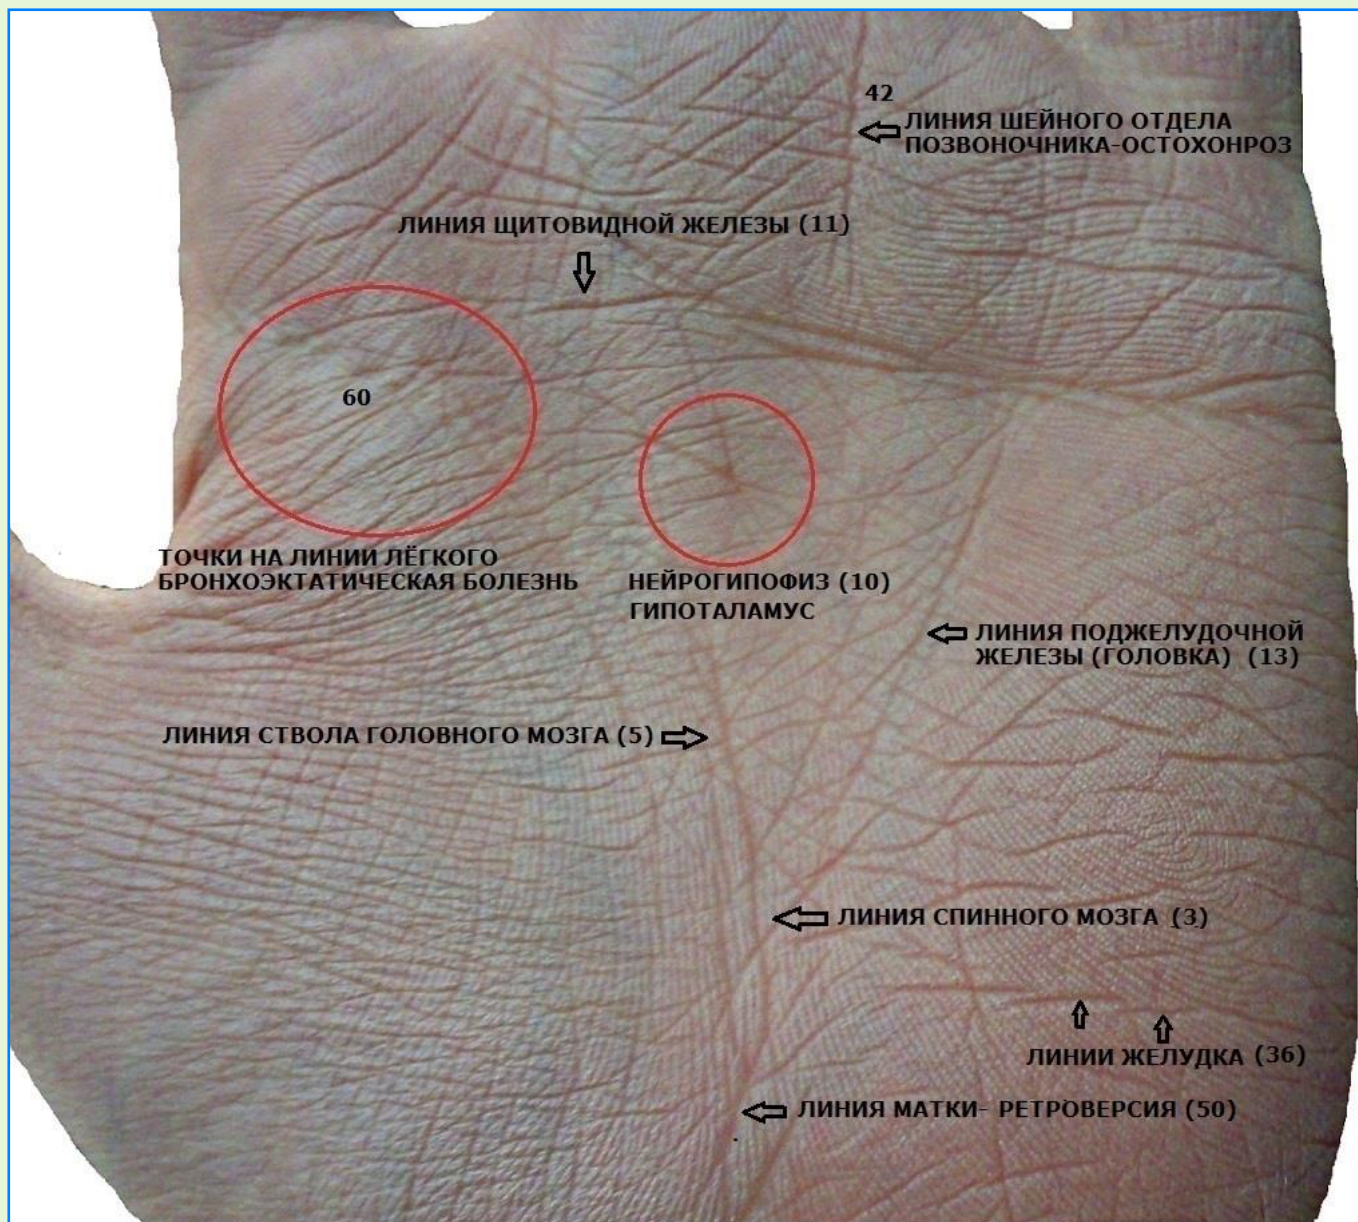 42
ЛИНИЯ ШЕЙНОГО ОТДЕЛА
ПОЗВОНОЧНИКА-ОСТОХОНРОЗ
ЛИНИЯ ЩИТОВИДНОЙ ЖЕЛЕЗЫ (11)
60
ТОЧКИ НА ЛИНИИ ЛЁГКОГО
БРОНХОЭКТАТИЧЕСКАЯ БОЛЕЗНЬ
НЕЙРОГИПОФИЗ (10)
ГИПОТАЛАМУС
ЛИНИЯ ПОДЖЕЛУДОЧНОЙ
ЖЕЛЕЗЫ (ГОЛОВКА) (13)
ЛИНИЯ СТВОЛА ГОЛОВНОГО МОЗГА (5)
ЛИНИЯ СПИННОГО МОЗГА (3)
ЛИНИИ ЖЕЛУДКА (36)
ЛИНИЯ МАТКИ- РЕТРОВЕРСИЯ (50)